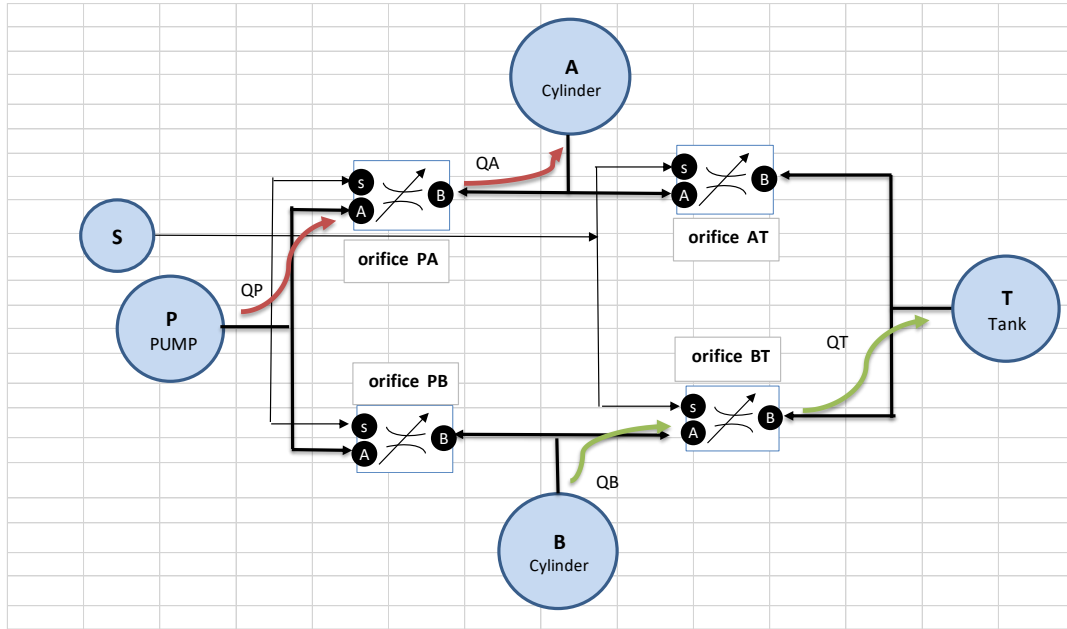 A
Cylinder
QA
s
A
B
s
A
B
orifice PA
orifice AT
S
QP
P
PUMP
T
Tank
QT
orifice PB
orifice BT
s
A
B
s
A
B
QB
B
Cylinder